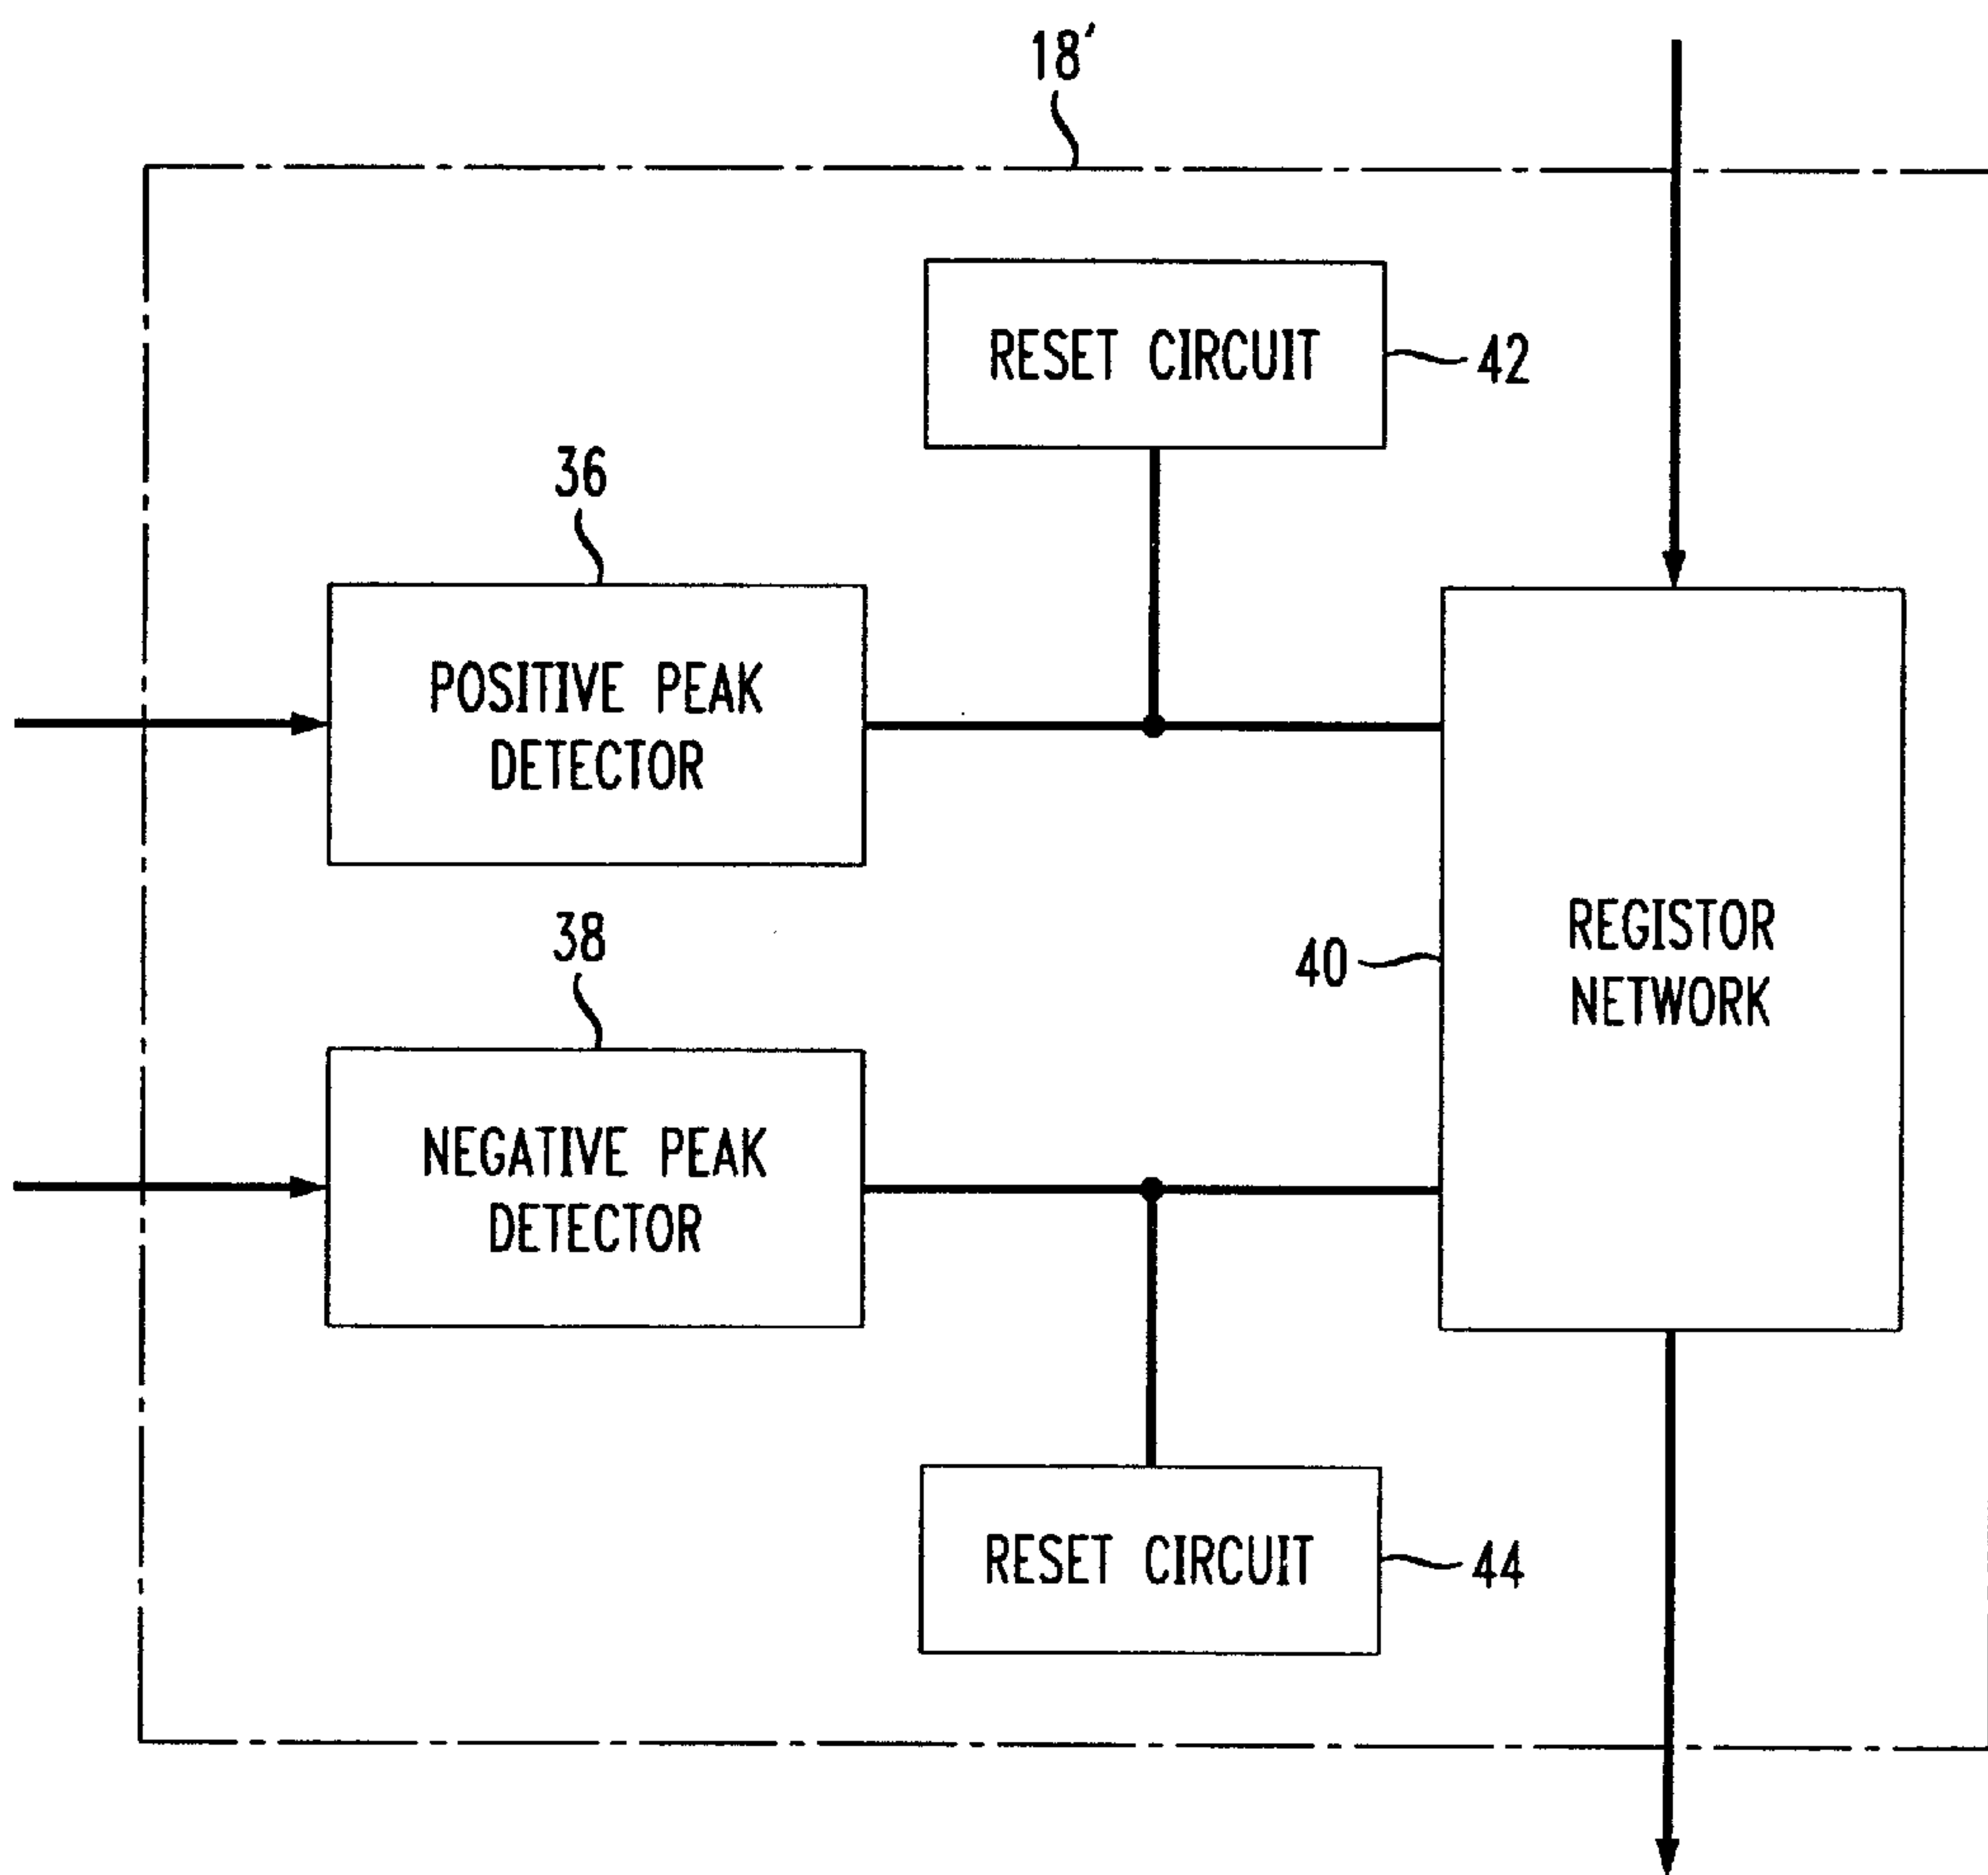 18'
RESET CIRCUIT
42
36
POSITIVE PEAK
DETECTOR
38
NEGATIVE PEAK
DETECTOR
40
REGISTOR
NETWORK
RESET CIRCUIT
44